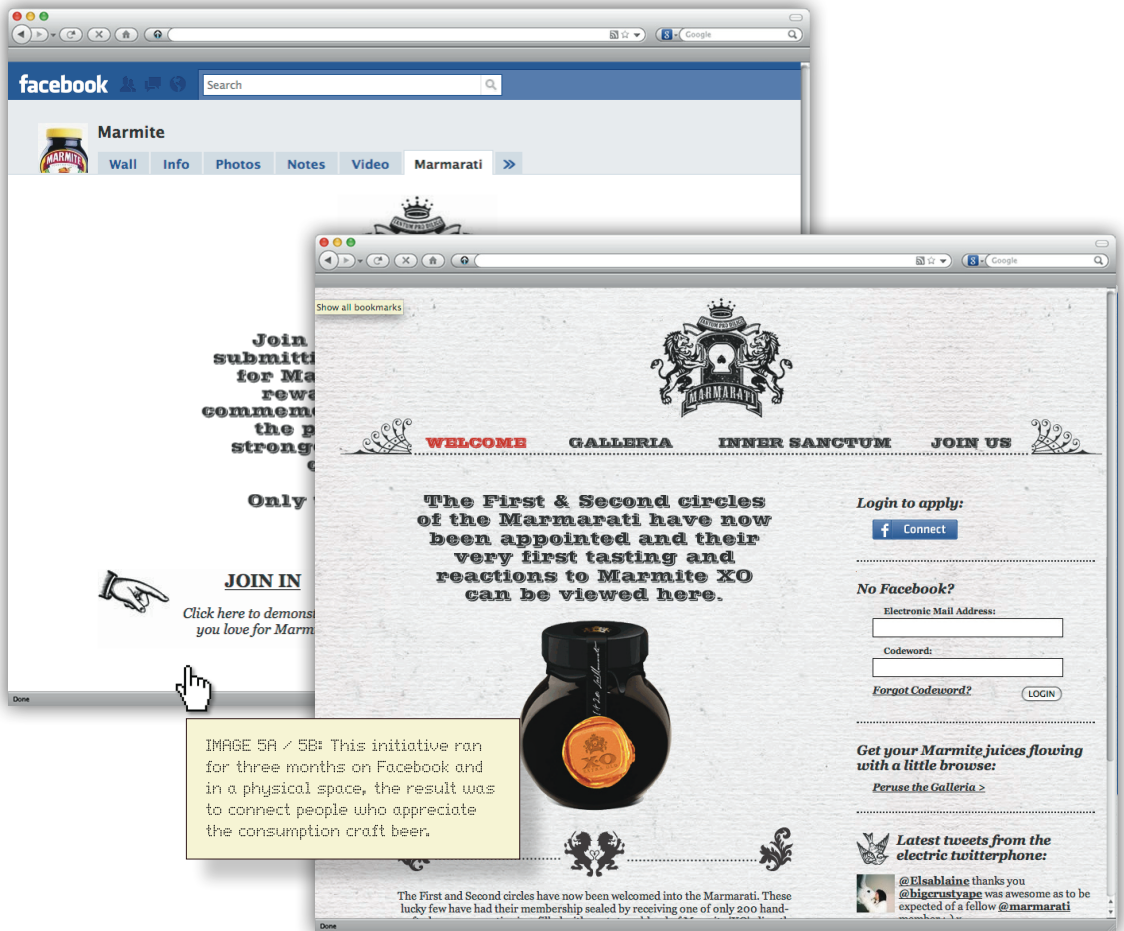 Google
facebook
Search
Marmite
MARMITE
Wall Info Photos Notes Video Marmarati »
TANTUM PRO DILIGO
Join
submitti
for Ma
rewa
commem
the p
strong
Only
JOIN IN
Click here to demonst
you love for Marm
Done
Google
Show all bookmarks
MARMARATI
WELCOME GALLERIA INNER SANCTUM JOIN US
The First & Second circles
of the Marmarati have now
been appointed and their
very first tasting and
reactions to Marmite XO
can be viewed here.
XO
Login to apply:
f Connect
No Facebook?
Electronic Mail Address:
Codeword:
Forgot Codeword?
LOGIN
Get your Marmite juices flowing
with a little browse:
Peruse the Galleria >
Latest tweets from the
electric twitterphone:
@Elsablaine thanks you
@bigcrustyape was awesome as to be
expected of a fellow @marmarati
The First and Second circles have now been welcomed into the Marmarati. These
lucky few have had their membership sealed by receiving one of only 200 hand-
Done
IMAGE 5A / 5B: This initiative ran
for three months on Facebook and
in a physical space, the result was
to connect people who appreciate
the consumption craft beer.